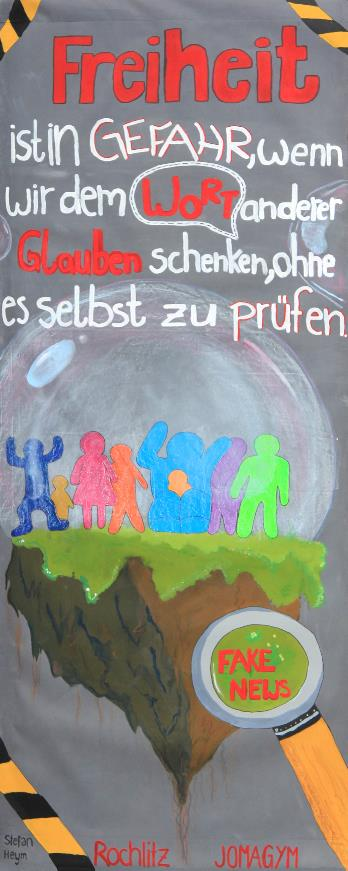 Freiheit
ist in GEFAHR, wenn
wir dem WORT anderer
Glauben schenken, ohne
es selbst zu prüfen.
FAKE
NEWS
Stefan
Heym
Rochlitz JOMAGYM